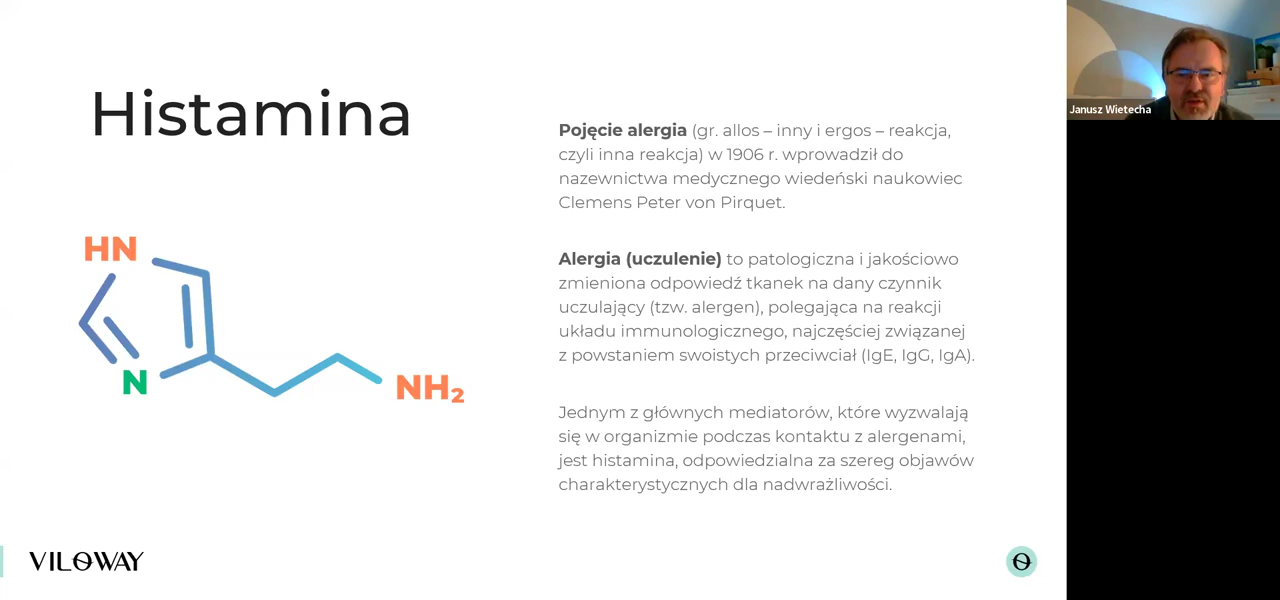 Histamina
HN
N
NH₂
Pojęcie alergia (gr. allos – inny i ergos – reakcja,
czyli inna reakcja) w 1906 r. wprowadził do
nazewnictwa medycznego wiedeński naukowiec
Clemens Peter von Pirquet.
Alergia (uczulenie) to patologiczna i jakościowo
zmieniona odpowiedź tkanek na dany czynnik
uczulający (tzw. alergen), polegająca na reakcji
układu immunologicznego, najczęściej związanej
z powstaniem swoistych przeciwciał (IgE, IgG, IgA).
Jednym z głównych mediatorów, które wyzwalają
się w organizmie podczas kontaktu z alergenami,
jest histamina, odpowiedzialna za szereg objawów
charakterystycznych dla nadwrażliwości.
VILOWAY
Janusz Wietecha